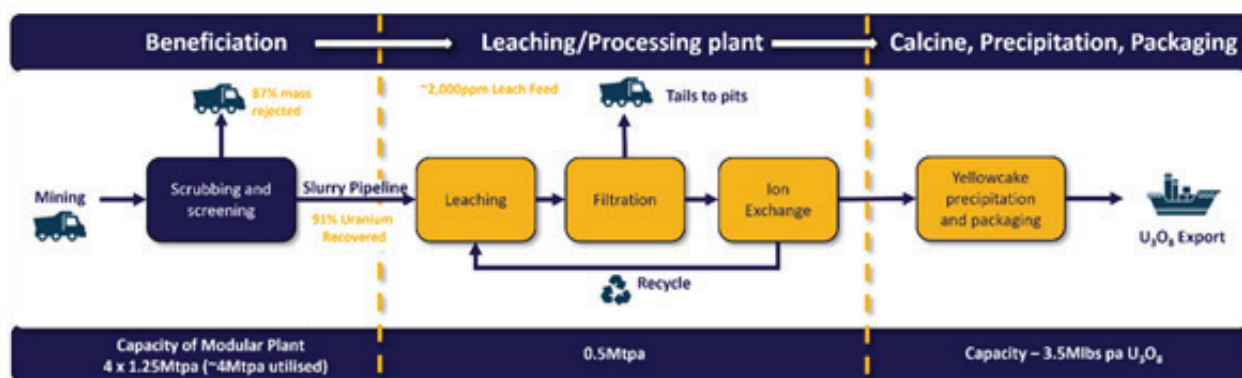 Beneficiation
Leaching/Processing plant
Calcine, Precipitation, Packaging
87% mass
rejected
~2,000ppm Leach Feed
Tails to pits
Mining
Scrubbing and
screening
Slurry Pipeline
91% Uranium
Recovered
Leaching
Filtration
Ion
Exchange
Yellowcake
precipitation
and packaging
U₃O₈ Export
Recycle
Capacity of Modular Plant
4 x 1.25Mtpa (~4Mtpa utilised)
0.5Mtpa
Capacity – 3.5Mlbs pa U₃O₈